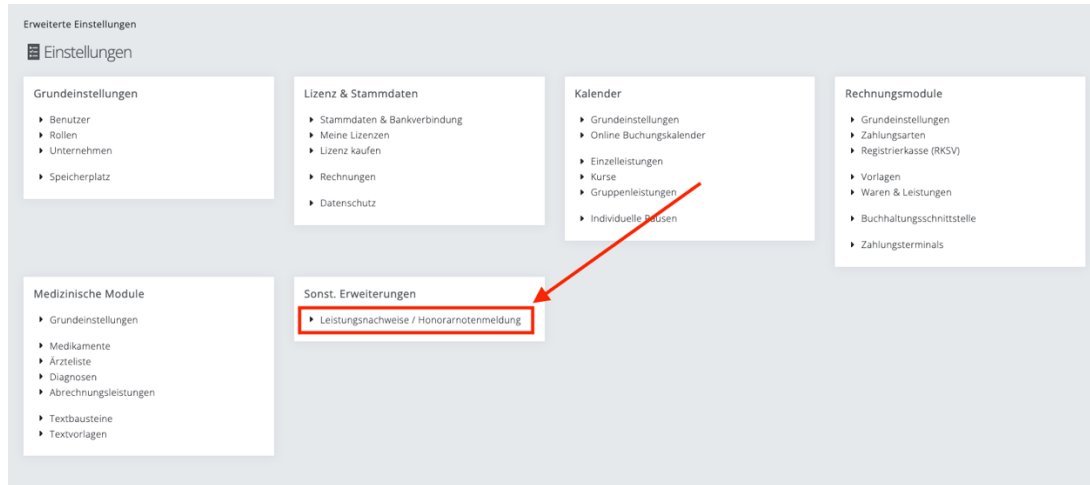 Erweiterte Einstellungen
Einstellungen
Grundeinstellungen
Benutzer
Rollen
Unternehmen
Speicherplatz
Lizenz & Stammdaten
Stammdaten & Bankverbindung
Meine Lizenzen
Lizenz kaufen
Rechnungen
Datenschutz
Kalender
Grundeinstellungen
Online Buchungskalender
Einzelleistungen
Kurse
Gruppenleistungen
Individuelle Pausen
Rechnungsmodule
Grundeinstellungen
Zahlungsarten
Registrierkasse (RKSV)
Vorlagen
Waren & Leistungen
Buchhaltungsschnittstelle
Zahlungsterminals
Medizinische Module
Grundeinstellungen
Medikamente
Ärzteliste
Diagnosen
Abrechnungsleistungen
Textbausteine
Textvorlagen
Sonst. Erweiterungen
Leistungsnachweise / Honorarnotenmeldung